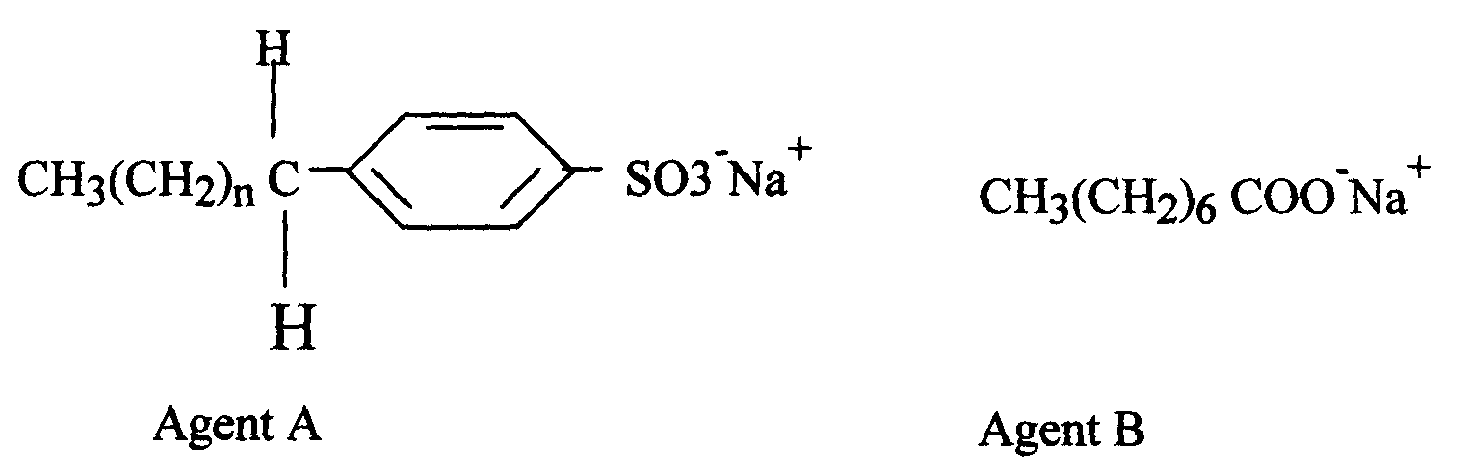 H
CH₃(CH₂)ₙ C SO3⁻Na⁺
CH₃(CH₂)₆ COO⁻Na⁺
H
Agent A
Agent B